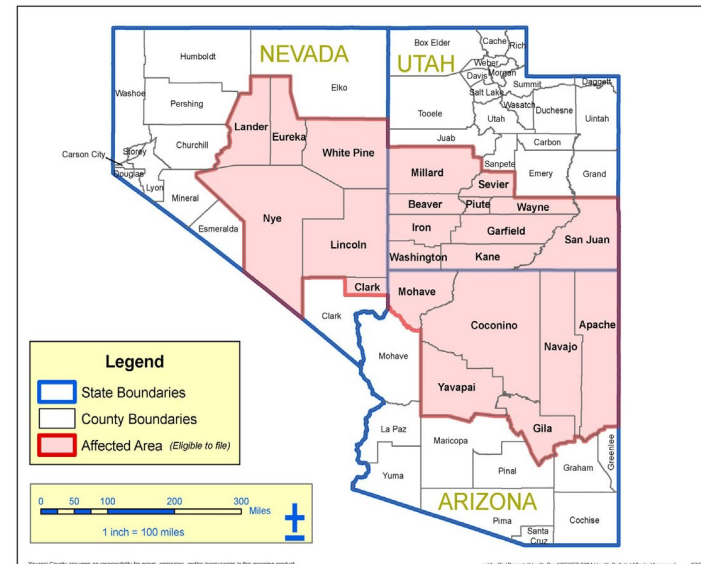 NEVADA
UTAH
ARIZONA
Humboldt
Elko
Washoe
Pershing
Lander
Eureka
White Pine
Churchill
Storey
Carson City
Douglas
Lyon
Mineral
Esmeralda
Nye
Lincoln
Clark
Clark
Box Elder
Cache
Rich
Weber
Morgan
Davis
Salt Lake
Summit
Daggett
Tooele
Wasatch
Duchesne
Utah
Uintah
Juab
Carbon
Sanpete
Emery
Grand
Millard
Sevier
Beaver
Piute
Wayne
Iron
Garfield
San Juan
Washington
Kane
Mohave
Coconino
Navajo
Apache
Mohave
Yavapai
Gila
La Paz
Maricopa
Yuma
Pinal
Graham
Greenlee
Pima
Santa
Cruz
Cochise
Legend
State Boundaries
County Boundaries
Affected Area (Eligible to file)
0 50 100 200 300
Miles
1 inch = 100 miles